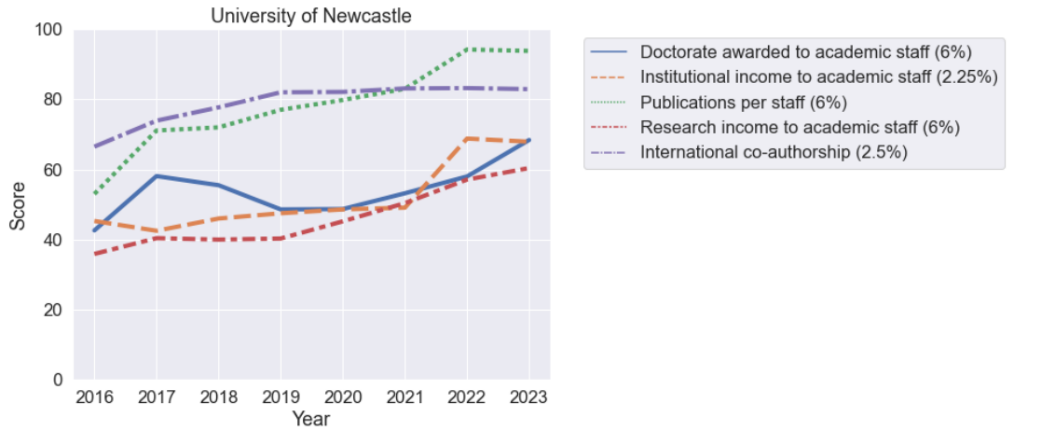 University of Newcastle
100
80
60
40
20
0
Score
2016 2017 2018 2019 2020 2021 2022 2023
Year
Doctorate awarded to academic staff (6%)
Institutional income to academic staff (2.25%)
Publications per staff (6%)
Research income to academic staff (6%)
International co-authorship (2.5%)